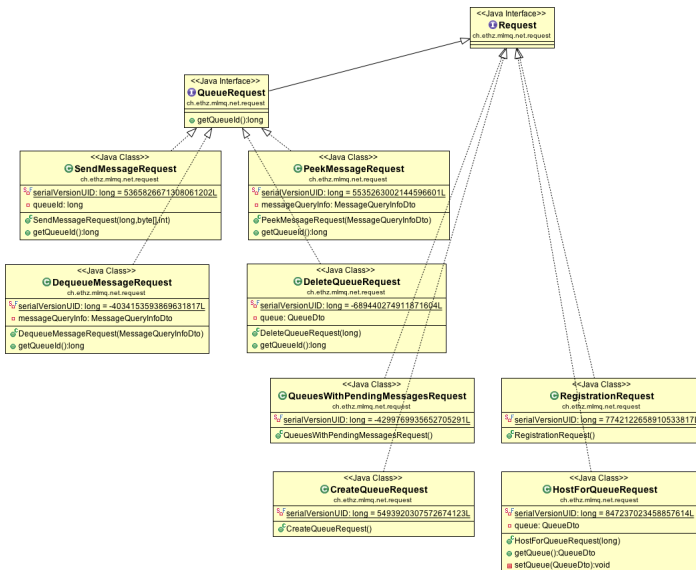 <<Java Interface>>
Request
ch.ethz.mlmq.net.request
<<Java Interface>>
QueueRequest
ch.ethz.mlmq.net.request
getQueueId():long
<<Java Class>>
SendMessageRequest
ch.ethz.mlmq.net.request
serialVersionUID: long = 5365826671308061202L
queueId: long
SendMessageRequest(long,byte[],int)
getQueueId():long
<<Java Class>>
PeekMessageRequest
ch.ethz.mlmq.net.request
serialVersionUID: long = 5535263002144596601L
messageQueryInfo: MessageQueryInfoDto
PeekMessageRequest(MessageQueryInfoDto)
getQueueId():long
<<Java Class>>
DequeueMessageRequest
ch.ethz.mlmq.net.request
serialVersionUID: long = -4034153593869631817L
messageQueryInfo: MessageQueryInfoDto
DequeueMessageRequest(MessageQueryInfoDto)
getQueueId():long
<<Java Class>>
DeleteQueueRequest
ch.ethz.mlmq.net.request
serialVersionUID: long = -689440274911871604L
queue: QueueDto
DeleteQueueRequest(long)
getQueueId():long
<<Java Class>>
QueuesWithPendingMessagesRequest
ch.ethz.mlmq.net.request
serialVersionUID: long = -4299769935652705291L
QueuesWithPendingMessagesRequest()
<<Java Class>>
RegistrationRequest
ch.ethz.mlmq.net.request
serialVersionUID: long = 7742122658910533817L
RegistrationRequest()
<<Java Class>>
CreateQueueRequest
ch.ethz.mlmq.net.request
serialVersionUID: long = 5493920307572674123L
CreateQueueRequest()
<<Java Class>>
HostForQueueRequest
ch.ethz.mlmq.net.request
serialVersionUID: long = 847237023458857614L
queue: QueueDto
HostForQueueRequest(long)
getQueue():QueueDto
setQueue(QueueDto):void